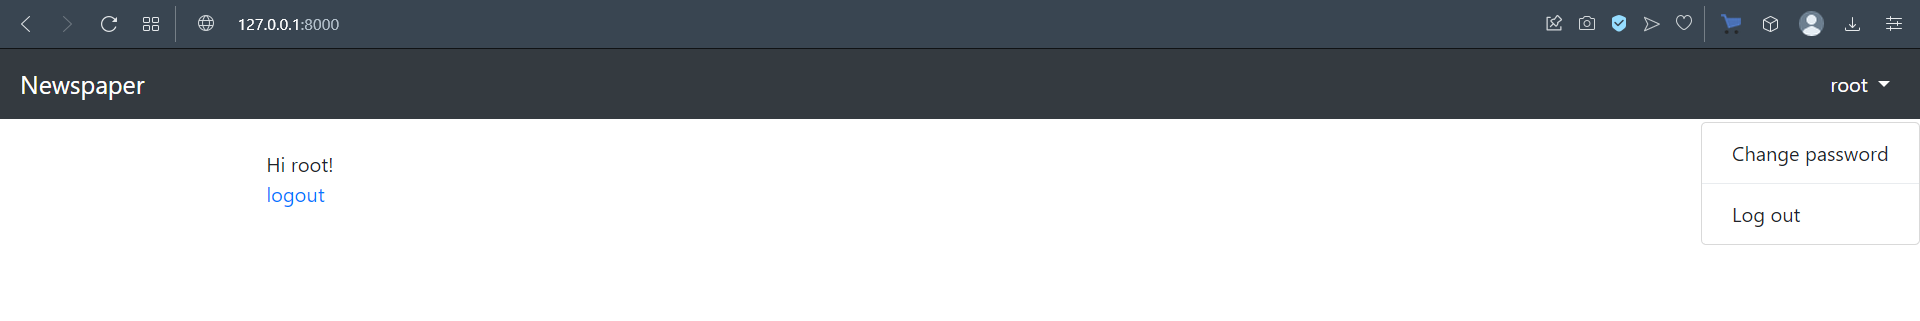 127.0.0.1:8000
Newspaper
root
Hi root!
logout
Change password
Log out